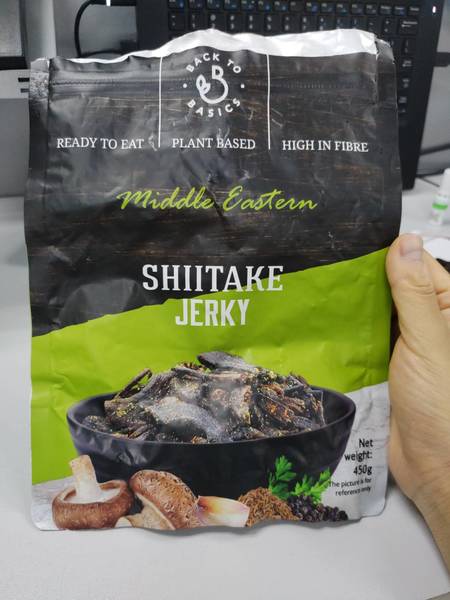 BACK TO
BB
BASICS
READY TO EAT
PLANT BASED
HIGH IN FIBRE
Middle Eastern
SHIITAKE
JERKY
Net
weight:
450g
The picture is for
reference only